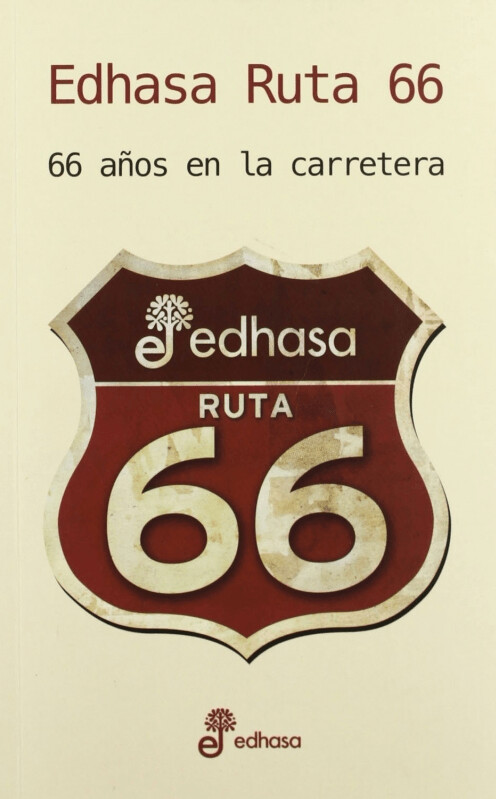 Edhasa Ruta 66
66 años en la carretera
edhasa
RUTA
66
edhasa